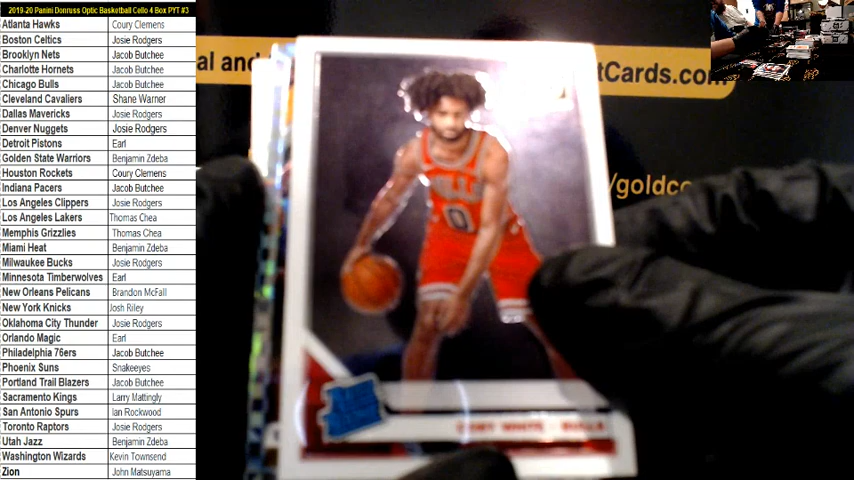 2019-20 Panini Donruss Optic Basketball Cello 4 Box PYT #3
Atlanta Hawks Coury Clemens
Boston Celtics Josie Rodgers
Brooklyn Nets Jacob Butchee
Charlotte Hornets Jacob Butchee
Chicago Bulls Jacob Butchee
Cleveland Cavaliers Shane Warner
Dallas Mavericks Josie Rodgers
Denver Nuggets Josie Rodgers
Detroit Pistons Earl
Golden State Warriors Benjamin Zdeba
Houston Rockets Coury Clemens
Indiana Pacers Jacob Butchee
Los Angeles Clippers Josie Rodgers
Los Angeles Lakers Thomas Chea
Memphis Grizzlies Thomas Chea
Miami Heat Benjamin Zdeba
Milwaukee Bucks Josie Rodgers
Minnesota Timberwolves Earl
New Orleans Pelicans Brandon McFall
New York Knicks Josh Riley
Oklahoma City Thunder Josie Rodgers
Orlando Magic Earl
Philadelphia 76ers Jacob Butchee
Phoenix Suns Snakeeyes
Portland Trail Blazers Jacob Butchee
Sacramento Kings Larry Mattingly
San Antonio Spurs Ian Rockwood
Toronto Raptors Josie Rodgers
Utah Jazz Benjamin Zdeba
Washington Wizards Kevin Townsend
Zion John Matsuyama
al and
tCards.com
/goldco
BULLS
0
COBY WHITE - BULLS